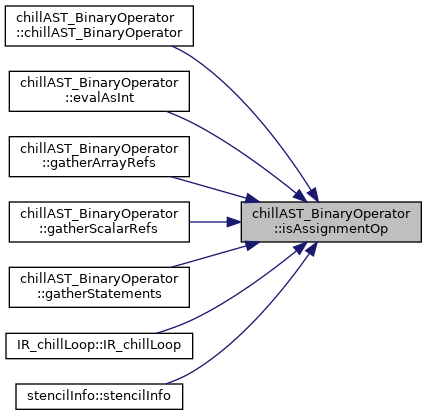 chillAST_BinaryOperator
::chillAST_BinaryOperator
chillAST_BinaryOperator
::evalAsInt
chillAST_BinaryOperator
::gatherArrayRefs
chillAST_BinaryOperator
::gatherScalarRefs
chillAST_BinaryOperator
::gatherStatements
IR_chillLoop::IR_chillLoop
stencilInfo::stencilInfo
chillAST_BinaryOperator
::isAssignmentOp